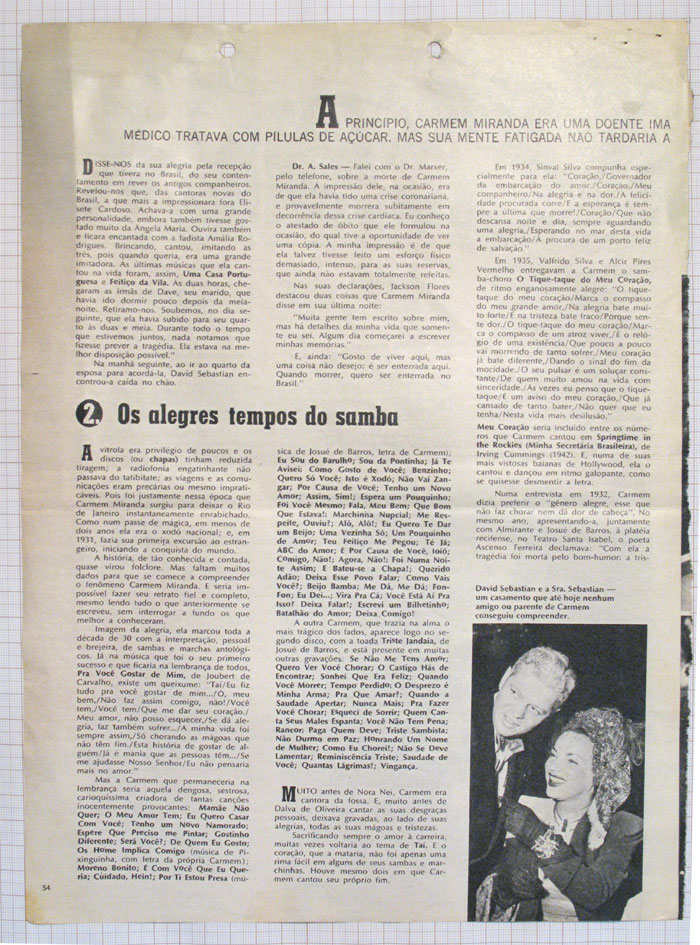 A PRINCÍPIO, CARMEM MIRANDA ERA UMA DOENTE IMA
MÉDICO TRATAVA COM PILULAS DE AÇÚCAR. MAS SUA MENTE FATIGADA NÃO TARDARIA A
DISSE-NOS da sua alegria pela recepção
que tivera no Brasil, do seu conten-
tamento em rever os antigos companheiros.
Revelou-nos que, das cantoras novas do
Brasil, a que mais a impressionara fora Eli-
sete Cardoso. Achava-a com uma grande
personalidade, embora também tivesse gos-
tado muito da Ângela Maria. Ouvira também
e ficara encantada com a fadista Amália Ro-
drigues. Brincando, cantou, imitando as
três, pois quando queria, era uma grande
imitadora. As últimas músicas que ela can-
tou na vida foram, assim, Uma Casa Portu-
guesa e Feitiço da Vila. Às duas horas, che-
garam as irmãs de Dave, seu marido, que
havia ido dormir pouco depois da meia-
noite. Retiramo-nos. Soubemos, no dia se-
guinte, que ela havia subido para seu quar-
to às duas e meia. Durante todo o tempo
que estivemos juntos, nada notamos que
fizesse prever a tragédia. Ela estava na me-
lhor disposição possível."
Na manhã seguinte, ao ir ao quarto da
esposa para acordá-la, David Sebastian en-
controu-a caída no chão.
Dr. A. Sales — Falei com o Dr. Marxer,
pelo telefone, sobre a morte de Carmem
Miranda. A impressão dele, na ocasião, era
de que ela havia tido uma crise coronariana,
e provavelmente morrera subitamente em
decorrência dessa crise cardíaca. Eu conheço
o atestado de óbito que ele formulou na
ocasião, do qual tive a oportunidade de ver
uma cópia. A minha impressão é de que
ela talvez tivesse feito um esforço físico
demasiado, intenso, para as suas reservas,
que ainda não estavam totalmente refeitas.
Nas suas declarações, Jackson Flores
destacou duas coisas que Carmem Miranda
disse em sua última noite:
"Muita gente tem escrito sobre mim,
mas há detalhes da minha vida que somen-
te eu sei. Algum dia começarei a escrever
minhas memórias."
E, ainda: "Gosto de viver aqui, mas
uma coisa não desejo: é ser enterrada aqui.
Quando morrer, quero ser enterrada no
Brasil."
Em 1934, Sinval Silva compunha espe-
cialmente para ela: "Coração,/Governador
da embarcação do amor./Coração,/Meu
companheiro/Na alegria e na dor./A felici-
dade procurada corre/E a esperança é sem-
pre a última que morre!/Coração/Que não
descansa noite e dia, sempre aguardando
uma alegria,/Esperando no mar desta vida
a embarcação/À procura de um porto feliz
de salvação."
Em 1935, Valfrido Silva e Alcir Pires
Vermelho entregavam a Carmem o sam-
ba-choro O Tique-taque do Meu Coração,
de ritmo enganosamente alegre: "O tique-
taque do meu coração/Marca o compasso
do meu grande amor,/Na alegria bate mui-
to forte/E na tristeza bate fraco/Porque sen-
te dor./O tique-taque do meu coração/Mar-
ca o compasso de um atroz viver,/É o reló-
gio de uma existência/Que pouco a pouco
vai morrendo de tanto sofrer./Meu coração
já bate diferente,/Dando o sinal do fim da
mocidade./O seu pulsar é um soluçar cons-
tante/De quem muito amou na vida com
sinceridade./Às vezes eu penso que o tique-
taque/É um aviso do meu coração,/Que já
cansado de tanto bater,/Não quer que eu
tenha/Nesta vida mais desilusão."
Meu Coração seria incluído entre os núme-
ros que Carmem cantou em Springtime in
the Rockies (Minha Secretária Brasileira), de
Irving Cummings (1942). E, numa de suas
mais vistosas baianas de Hollywood, ela o
cantou e dançou em ritmo galopante, como
se quisesse desmentir a letra.
Numa entrevista em 1932, Carmem
dizia preferir o "gênero alegre, esse que
não faz chorar nem dá dor de cabeça". No
mesmo ano, apresentando-a, juntamente
com Almirante e Josué de Barros, à platéia
recifense, no Teatro Santa Isabel, o poeta
Ascenso Ferreira declamava: "Com ela a
tragédia foi morta pelo bom-humor; a tris-
2. Os alegres tempos do samba
A vitrola era privilégio de poucos e os
discos (ou chapas) tinham reduzida
tiragem; a radiofonia engatinhante não
passava do tatibitate; as viagens e as comu-
nicações eram precárias ou mesmo imprati-
cáveis. Pois foi justamente nessa época que
Carmem Miranda surgiu para deixar o Rio
de Janeiro instantaneamente enrabichado.
Como num passe de mágica, em menos de
dois anos ela era o xodó nacional; e, em
1931, fazia sua primeira excursão ao estran-
geiro, iniciando a conquista do mundo.
A história, de tão conhecida e contada,
quase virou folclore. Mas faltam muitos
dados para que se comece a compreender
o fenômeno Carmem Miranda. E seria im-
possível fazer seu retrato fiel e completo,
mesmo lendo tudo o que anteriormente se
escreveu, sem interrogar a fundo os que
melhor a conheceram.
Imagem da alegria, ela marcou toda a
década de 30 com a interpretação, pessoal
e brejeira, de sambas e marchas antológi-
cos. Já na música que foi o seu primeiro
sucesso e que ficaria na lembrança de todos,
Pra Você Gostar de Mim, de Joubert de
Carvalho, existe um queixume: "Taí/Eu fiz
tudo pra você gostar de mim.../O, meu
bem,/Não faz assim comigo, não!/Você
tem,/Você tem/Que me dar seu coração./
Meu amor, não posso esquecer,/Se dá ale-
gria, faz também sofrer.../A minha vida foi
sempre assim,/Só chorando as mágoas que
não têm fim./Esta história de gostar de al-
guém/Já é mania que as pessoas têm.../Se
me ajudasse Nosso Senhor/Eu não pensaria
mais no amor."
Mas a Carmem que permaneceria na
lembrança seria aquela dengosa, sestrosa,
carioquíssima criadora de tantas canções
inocentemente provocantes: Mamãe Não
Quer; O Meu Amor Tem; Eu Quero Casar
Com Você; Tenho um Novo Namorado;
Espere Que Preciso me Pintar; Gostinho
Diferente; Será Você?; De Quem Eu Gosto;
Os Home Implica Comigo (música de Pi-
xinguinha, com letra da própria Carmem);
Moreno Bonito; E Com Você Que Eu Que-
ria; Cuidado, Hein!; Por Ti Estou Presa (mú-
sica de Josué de Barros, letra de Carmem);
Eu Sou do Barulho; Sou da Pontinha; Já Te
Avisei; Como Gosto de Você; Benzinho;
Quero Só Você; Isto é Xodó; Não Vai Zan-
gar; Por Causa de Você; Tenho um Novo
Amor; Assim, Sim!; Espera um Pouquinho;
Foi Você Mesmo; Fala, Meu Bem; Que Bom
Que Estava!; Marchinha Nupcial; Me Res-
peite, Ouviu?; Alô, Alô!; Eu Quero Te Dar
um Beijo; Uma Vezinha Só; Um Pouquinho
de Amor; Teu Feitiço Me Pegou; Tê Já;
ABC do Amor; E Por Causa de Você, Ioiô;
Comigo, Não!; Agora, Não!; Foi Numa Noi-
te Assim; E Bateu-se a Chapa!; Querido
Adão; Deixa Esse Povo Falar; Como Vais
Você?; Beijo Bamba; Me Dá, Me Dá; Fon-
Fon; Eu Dei...; Vira Pra Cá; Você Está Aí Pra
Isso? Deixa Falar!; Escrevi um Bilhetinho;
Batalhão do Amor; Deixa Comigo!
A outra Carmem, que trazia na alma o
mais trágico dos fados, aparece logo no se-
gundo disco, com a toada Triste Jandaia, de
Josué de Barros, e está presente em muitas
outras gravações: Se Não Me Tens Amor;
Quero Ver Você Chorar; O Castigo Hás de
Encontrar; Sonhei Que Era Feliz; Quando
Você Morrer; Tempo Perdido; O Desprezo é
Minha Arma; Pra Que Amar?; Quando a
Saudade Apertar; Nunca Mais; Pra Fazer
Você Chorar; Esqueci de Sorrir; Quem Can-
ta Seus Males Espanta; Você Não Tem Pena;
Rancor; Paga Quem Deve; Triste Sambista;
Não Durmo em Paz; Honrando Um Nome
de Mulher; Como Eu Chorei!; Não Se Deve
Lamentar; Reminiscência Triste; Saudade de
Você; Quantas Lágrimas!; Vingança.
MUITO antes de Nora Nei, Carmem era
cantora da fossa. E, muito antes de
Dalva de Oliveira cantar as suas desgraças
pessoais, deixava gravadas, ao lado de suas
alegrias, todas as suas mágoas e tristezas.
Sacrificando sempre o amor à carreira,
muitas vezes voltaria ao tema de Taí. E o
coração, que a mataria, não foi apenas uma
rima fácil em alguns de seus sambas e mar-
chinhas. Houve mesmo dois em que Car-
mem cantou seu próprio fim.
David Sebastian e a Sra. Sebastian —
um casamento que até hoje nenhum
amigo ou parente de Carmem
conseguiu compreender.
54